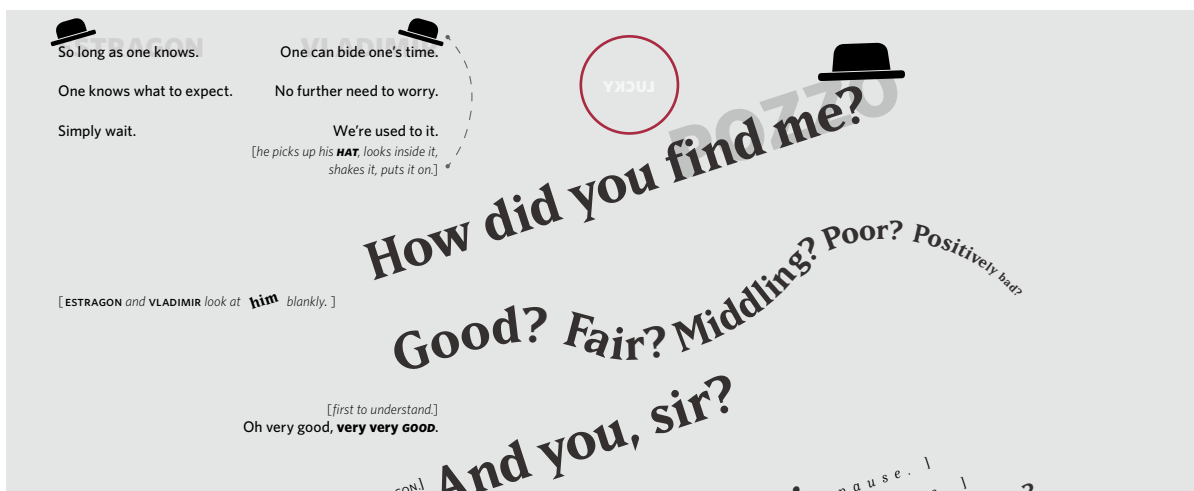 ESTRAGON
VLADIMIR
So long as one knows.
One can bide one's time.
LUCKY
POZZO
One knows what to expect.
No further need to worry.
Simply wait.
We're used to it.
[he picks up his HAT, looks inside it,
shakes it, puts it on.]
How did you find me?
[ESTRAGON and VLADIMIR look at him blankly. ]
Good? Fair? Middling? Poor? Positively bad?
[first to understand.]
Oh very good, very very GOOD.
And you, sir?